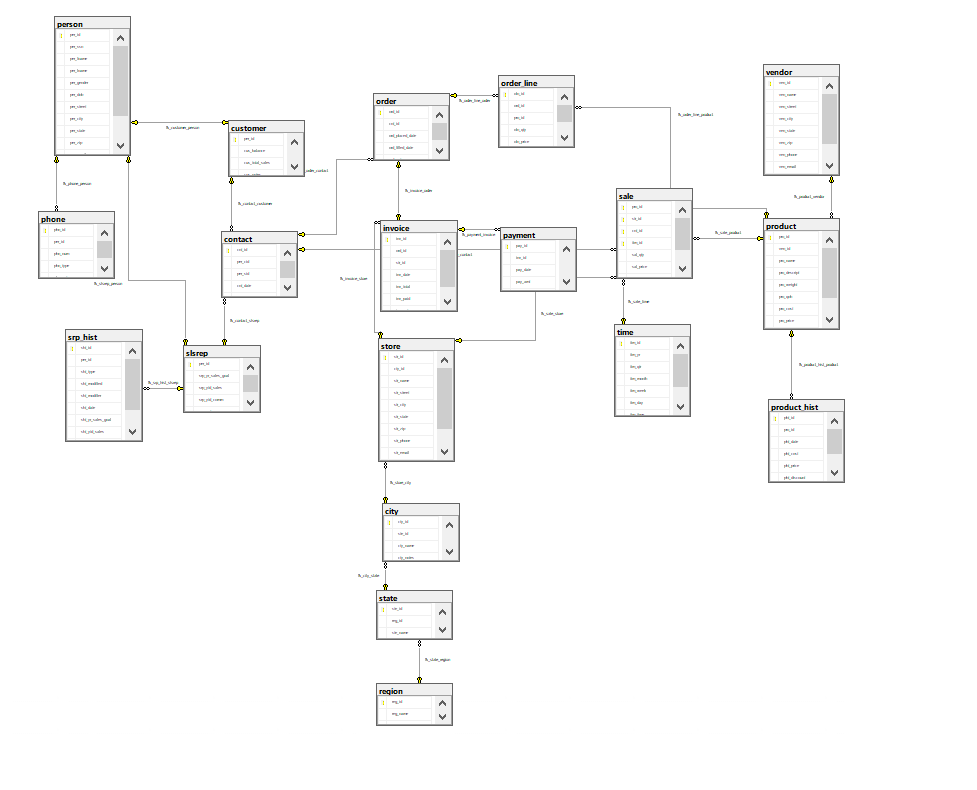 person
per_id
per_ssn
per_fname
per_lname
per_gender
per_dob
per_street
per_city
per_state
per_zip
fk_customer_person
customer
per_id
cus_balance
cus_total_sales
order
ord_id
cnt_id
ord_placed_date
ord_filled_date
fk_order_line_order
order_line
oln_id
ord_id
pro_id
oln_qty
oln_price
fk_order_line_product
vendor
ven_id
ven_name
ven_street
ven_city
ven_state
ven_zip
ven_phone
ven_email
fk_phone_person
phone
phn_id
per_id
phn_num
phn_type
fk_slsrep_person
fk_contact_customer
order_contact
contact
cnt_id
per_cid
per_sid
cnt_date
fk_contact_slsrep
fk_invoice_order
invoice
inv_id
ord_id
str_id
inv_date
inv_total
inv_paid
fk_invoice_store
fk_payment_invoice
_contact
payment
pay_id
inv_id
pay_date
pay_amt
fk_sale_store
sale
pro_id
str_id
cnt_id
tim_id
sal_qty
sal_price
fk_sale_product
fk_sale_time
fk_product_vendor
product
pro_id
ven_id
pro_name
pro_descript
pro_weight
pro_qoh
pro_cost
pro_price
fk_product_hist_product
product_hist
pht_id
pro_id
pht_date
pht_cost
pht_price
pht_discount
time
tim_id
tim_yr
tim_qtr
tim_month
tim_week
tim_day
srp_hist
sht_id
per_id
sht_type
sht_modified
sht_modifier
sht_date
sht_yr_sales_goal
sht_ytd_sales
fk_srp_hist_slsrep
slsrep
per_id
srp_yr_sales_goal
srp_ytd_sales
srp_ytd_comm
store
str_id
cty_id
str_name
str_street
str_city
str_state
str_zip
str_phone
str_email
fk_store_city
city
cty_id
ste_id
cty_name
fk_city_state
state
ste_id
reg_id
ste_name
fk_state_region
region
reg_id
reg_name